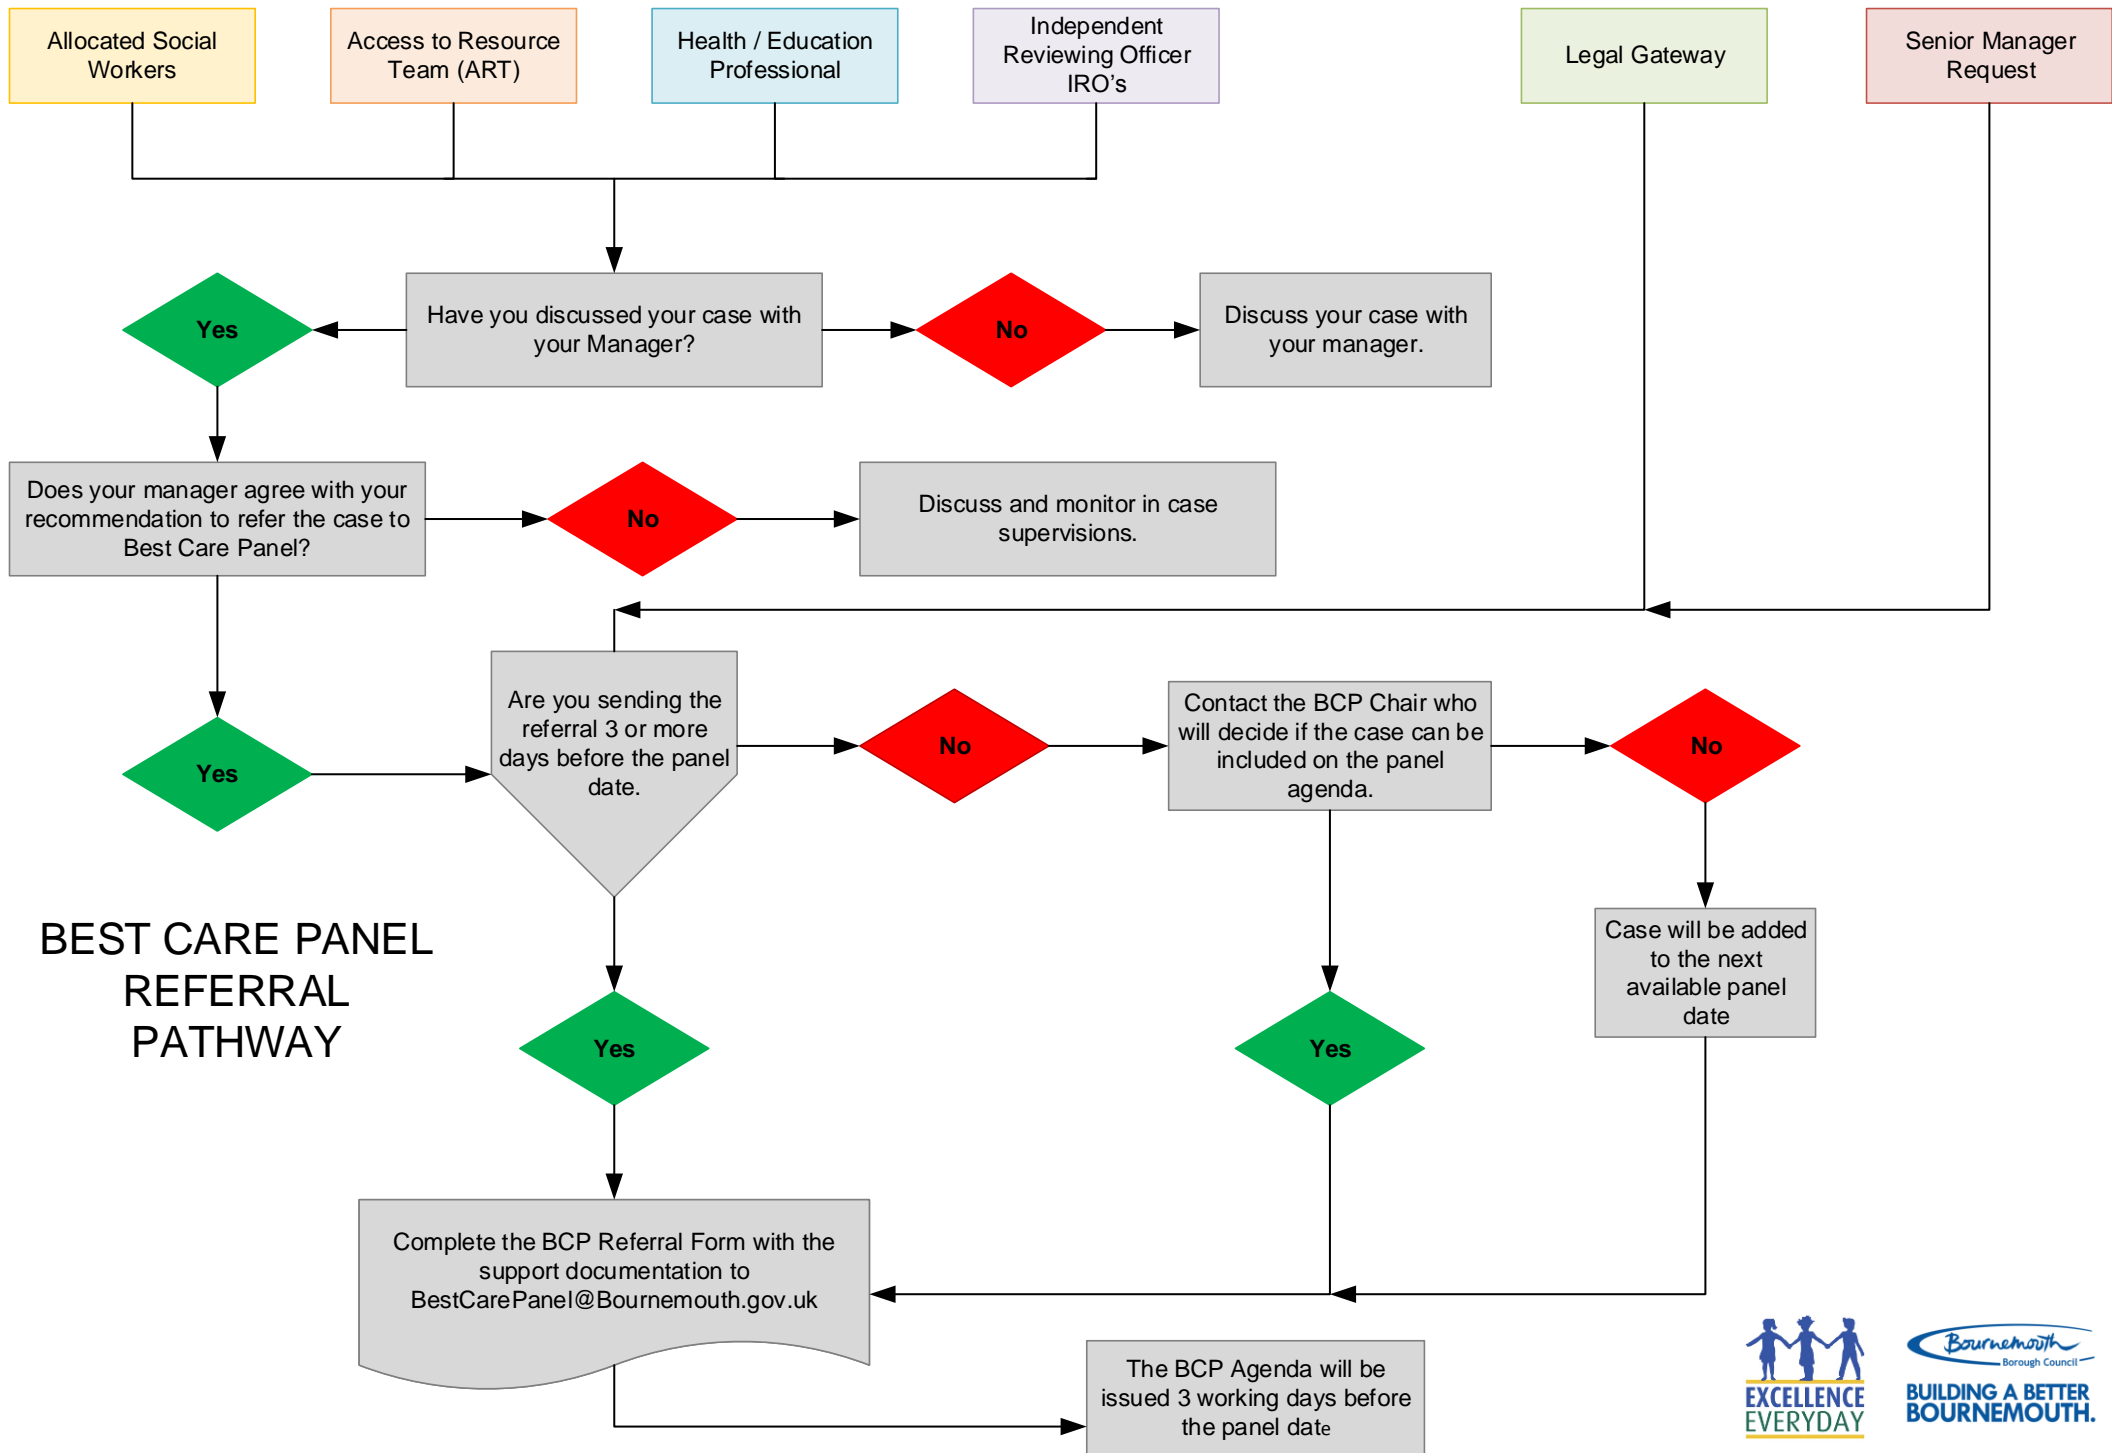 Allocated Social
Workers
Access to Resource
Team (ART)
Health / Education
Professional
Independent
Reviewing Officer
IRO's
Legal Gateway
Senior Manager
Request
Yes
Have you discussed your case with
your Manager?
No
Discuss your case with
your manager.
Does your manager agree with your
recommendation to refer the case to
Best Care Panel?
No
Discuss and monitor in case
supervisions.
Yes
Are you sending the
referral 3 or more
days before the panel
date.
No
Contact the BCP Chair who
will decide if the case can be
included on the panel
agenda.
No
BEST CARE PANEL
REFERRAL
PATHWAY
Yes
Yes
Case will be added
to the next
available panel
date
Complete the BCP Referral Form with the
support documentation to
BestCarePanel@Bournemouth.gov.uk
The BCP Agenda will be
issued 3 working days before
the panel date
EXCELLENCE
EVERYDAY
Bournemouth
Borough Council
BUILDING A BETTER
BOURNEMOUTH.